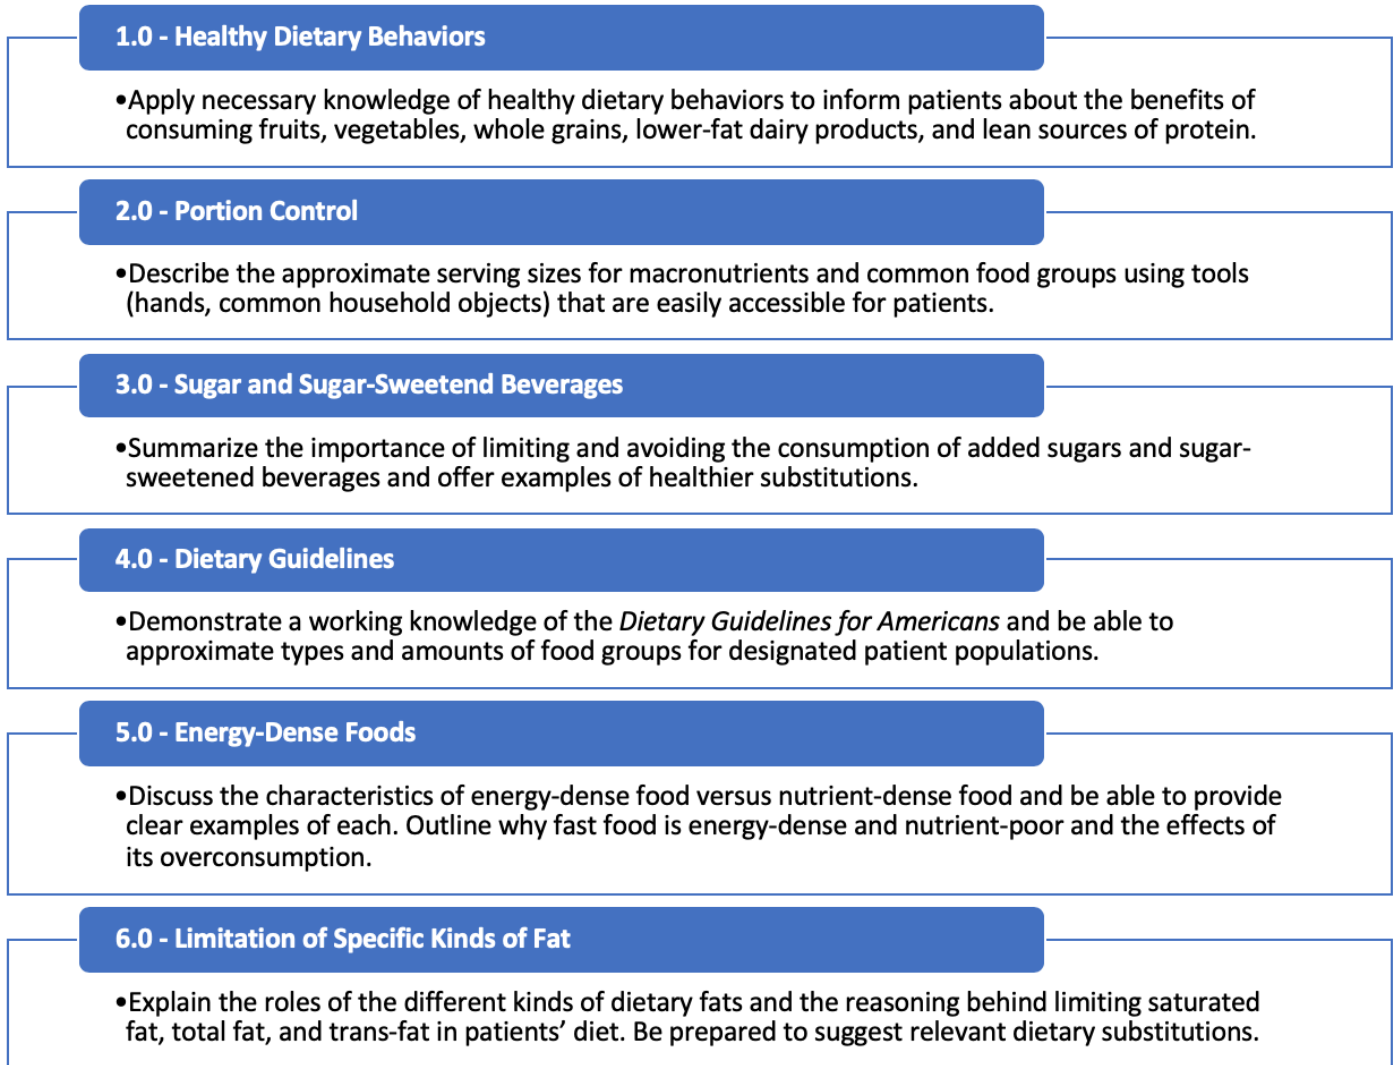 1.0 - Healthy Dietary Behaviors
•Apply necessary knowledge of healthy dietary behaviors to inform patients about the benefits of
consuming fruits, vegetables, whole grains, lower-fat dairy products, and lean sources of protein.
2.0 - Portion Control
•Describe the approximate serving sizes for macronutrients and common food groups using tools
(hands, common household objects) that are easily accessible for patients.
3.0 - Sugar and Sugar-Sweetend Beverages
•Summarize the importance of limiting and avoiding the consumption of added sugars and sugar-
sweetened beverages and offer examples of healthier substitutions.
4.0 - Dietary Guidelines
•Demonstrate a working knowledge of the Dietary Guidelines for Americans and be able to
approximate types and amounts of food groups for designated patient populations.
5.0 - Energy-Dense Foods
•Discuss the characteristics of energy-dense food versus nutrient-dense food and be able to provide
clear examples of each. Outline why fast food is energy-dense and nutrient-poor and the effects of
its overconsumption.
6.0 - Limitation of Specific Kinds of Fat
•Explain the roles of the different kinds of dietary fats and the reasoning behind limiting saturated
fat, total fat, and trans-fat in patients’ diet. Be prepared to suggest relevant dietary substitutions.